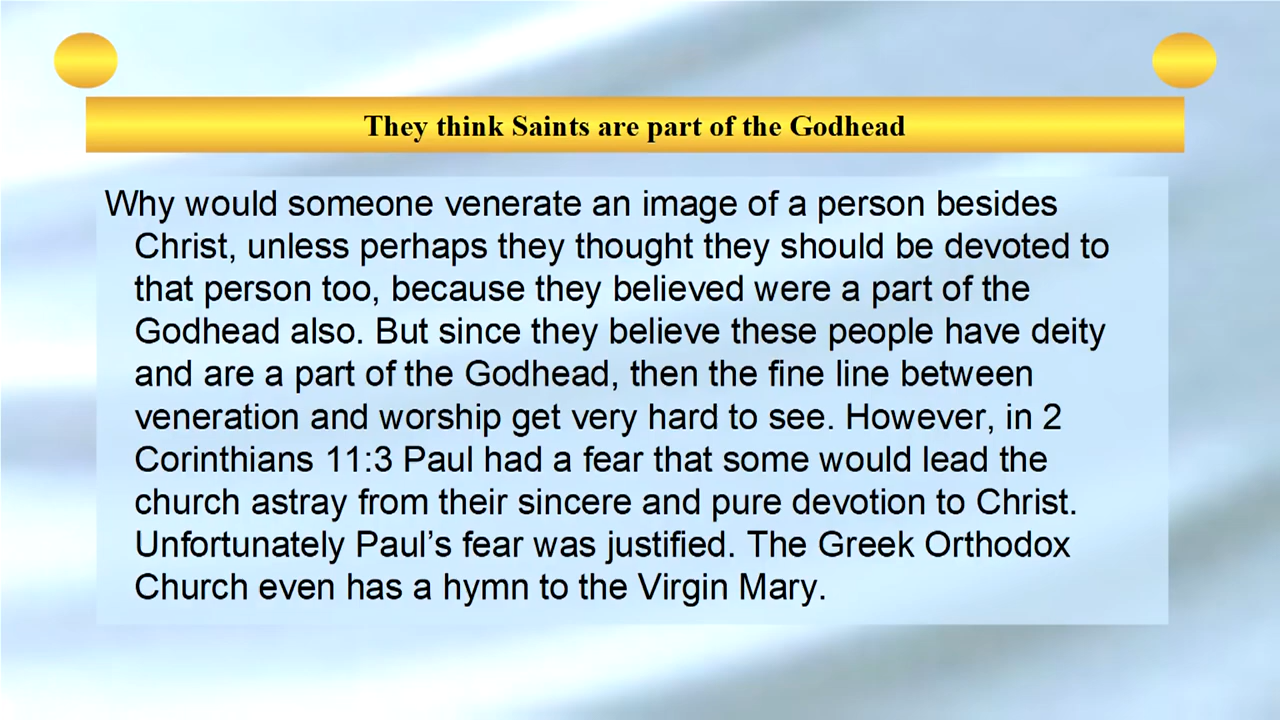 They think Saints are part of the Godhead
Why would someone venerate an image of a person besides
Christ, unless perhaps they thought they should be devoted to
that person too, because they believed were a part of the
Godhead also. But since they believe these people have deity
and are a part of the Godhead, then the fine line between
veneration and worship get very hard to see. However, in 2
Corinthians 11:3 Paul had a fear that some would lead the
church astray from their sincere and pure devotion to Christ.
Unfortunately Paul’s fear was justified. The Greek Orthodox
Church even has a hymn to the Virgin Mary.